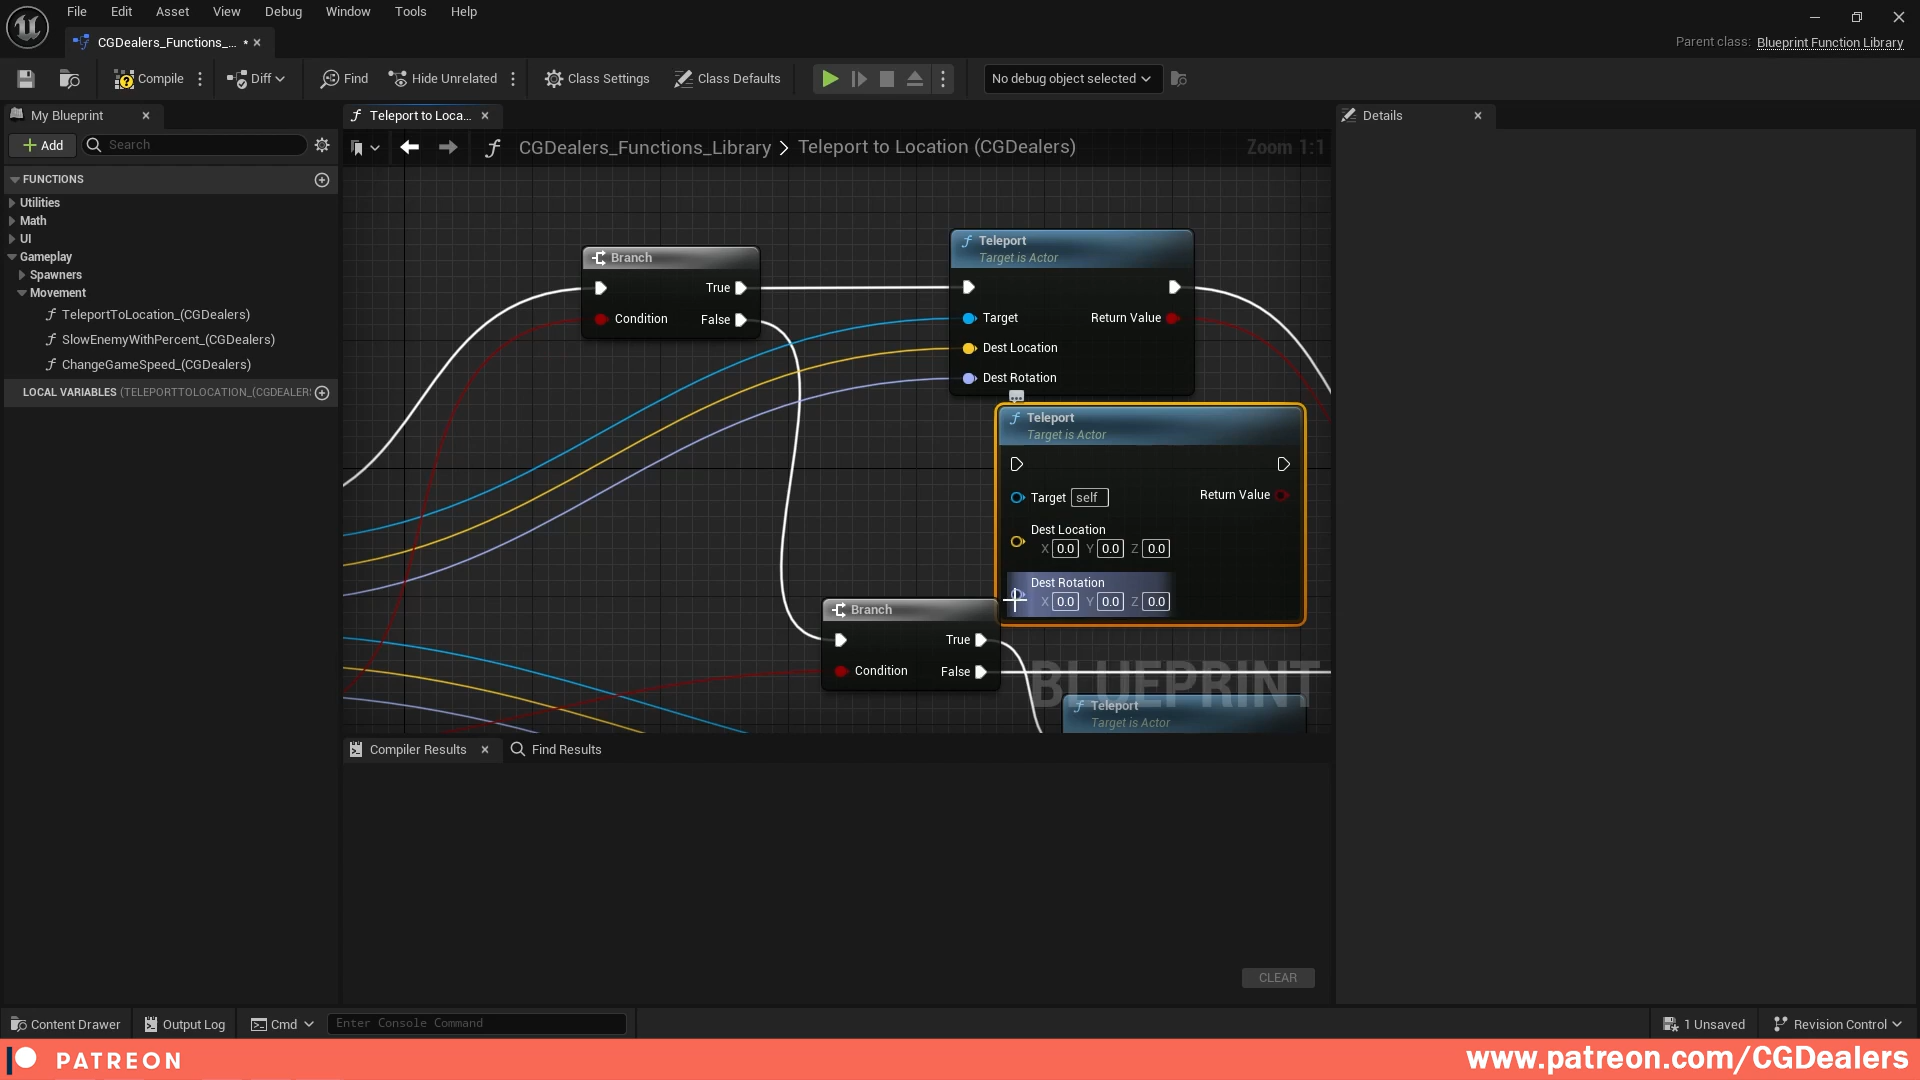 File Edit Asset View Debug Window Tools Help
CGDealers_Functions_... •
Parent class: Blueprint Function Library
Compile Diff Find Hide Unrelated Class Settings Class Defaults No debug object selected
My Blueprint
Teleport to Loca...
Details
Add Search
CGDealers_Functions_Library > Teleport to Location (CGDealers)
Zoom 1:1
FUNCTIONS
Utilities
Math
UI
Gameplay
Spawners
Movement
TeleportToLocation_(CGDealers)
SlowEnemyWithPercent_(CGDealers)
ChangeGameSpeed_(CGDealers)
LOCAL VARIABLES (TELEPORTTOLOCATION_(CGDEALERS
Branch
True
Condition False
Teleport
Target is Actor
Target Return Value
Dest Location
Dest Rotation
Teleport
Target is Actor
Target self Return Value
Dest Location
X 0.0 Y 0.0 Z 0.0
Dest Rotation
X 0.0 Y 0.0 Z 0.0
Branch
True
Condition False
BLUEPRINT
Teleport
Target is Actor
Compiler Results Find Results
CLEAR
Content Drawer Output Log Cmd Enter Console Command 1 Unsaved Revision Control
PATREON www.patreon.com/CGDealers